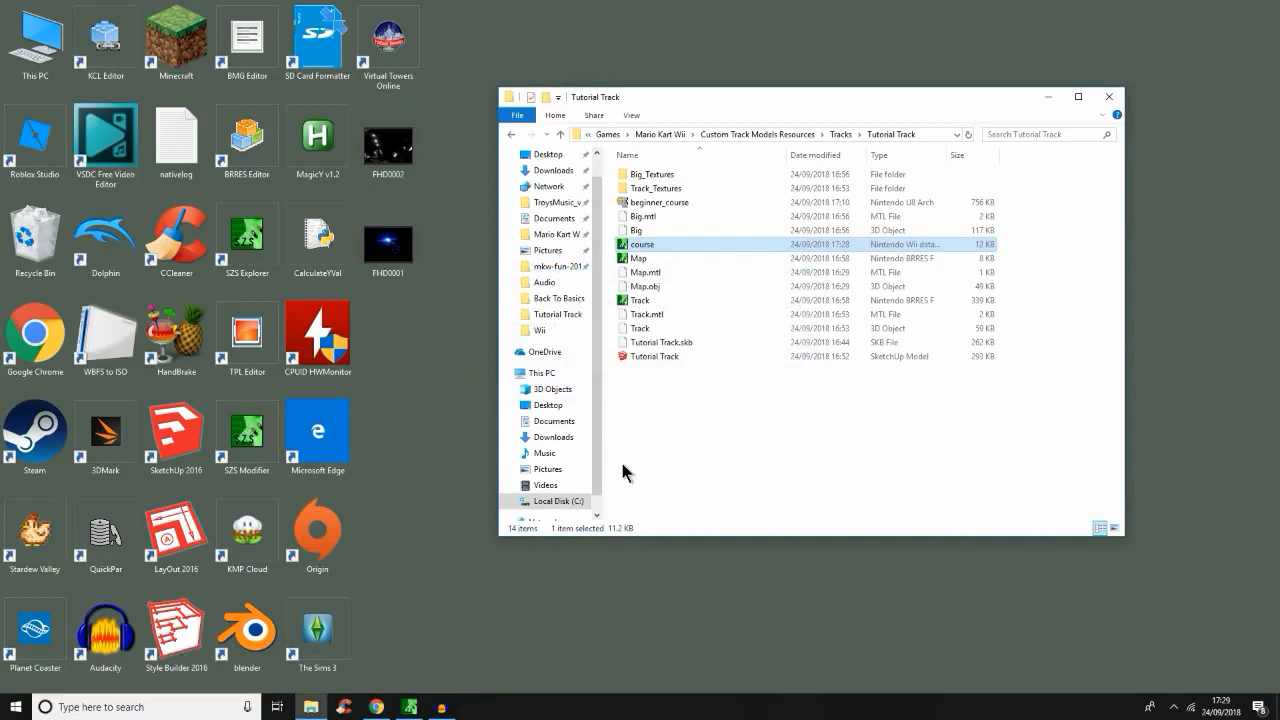 This PC
KCL Editor
Minecraft
BMG Editor
SD Card Formatter
Virtual Towers Online
Roblox Studio
VSDC Free Video Editor
nativelog
BRRES Editor
MagicY v1.2
FHD0002
Recycle Bin
Dolphin
CCleaner
SZS Explorer
CalculateYVal
FHD0001
Google Chrome
WBFS to ISO
HandBrake
TPL Editor
CPUID HWMonitor
Steam
3DMark
SketchUp 2016
SZS Modifier
Microsoft Edge
Stardew Valley
QuickPar
LayOut 2016
KMP Cloud
Origin
Planet Coaster
Audacity
Style Builder 2016
blender
The Sims 3
Tutorial Track
File Home Share View
« Games > Mario Kart Wii > Custom Track Models Resources > Tracks > Tutorial Track
Search Tutorial Track
Desktop
Downloads
Network
TroysMusic_v
Documents
Mario Kart W
Pictures
mkw-fun-201
Audio
Back To Basics
Tutorial Track
Wii
OneDrive
This PC
3D Objects
Desktop
Documents
Downloads
Music
Pictures
Videos
Local Disk (C:)
Name Date modified Type Size
Big_Textures 24/09/2018 16:56 File folder
Track_Textures 24/09/2018 16:53 File folder
beginner_course 24/09/2018 17:10 Nintendo U8 Arch 756 KB
Big.mtl 24/09/2018 16:56 MTL File 2 KB
Big 24/09/2018 16:56 3D Object 117 KB
course 24/09/2018 17:28 Nintendo Wii data... 12 KB
Map 24/09/2018 16:58 Nintendo BRRES F 8 KB
Map.mtl 24/09/2018 16:29 MTL File 1 KB
Map.obj 24/09/2018 16:29 3D Object 49 KB
Track 24/09/2018 16:58 Nintendo BRRES F 339 KB
Track.mtl 24/09/2018 16:53 MTL File 2 KB
Track 24/09/2018 16:53 3D Object 59 KB
Tutorial Track.skb 24/09/2018 16:44 SKB File 262 KB
Tutorial Track 24/09/2018 16:52 SketchUp Model 293 KB
14 items 1 item selected 11.2 KB
Type here to search
17:29
24/09/2018